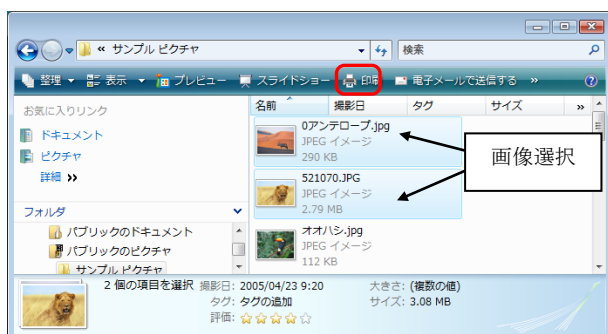 « サンプル ピクチャ
検索
整理 表示 プレビュー スライドショー 印刷 電子メールで送信する »
お気に入りリンク
ドキュメント
ピクチャ
詳細 »
フォルダ
パブリックのドキュメント
パブリックのピクチャ
サンプル ピクチャ
名前 撮影日 タグ サイズ »
0アンテロープ.jpg
JPEG イメージ
290 KB
521070.JPG
JPEG イメージ
2.79 MB
オオハシ.jpg
JPEG イメージ
112 KB
画像選択
2 個の項目を選択 撮影日: 2005/04/23 9:20 大きさ: (複数の値)
タグ: タグの追加 サイズ: 3.08 MB
評価: